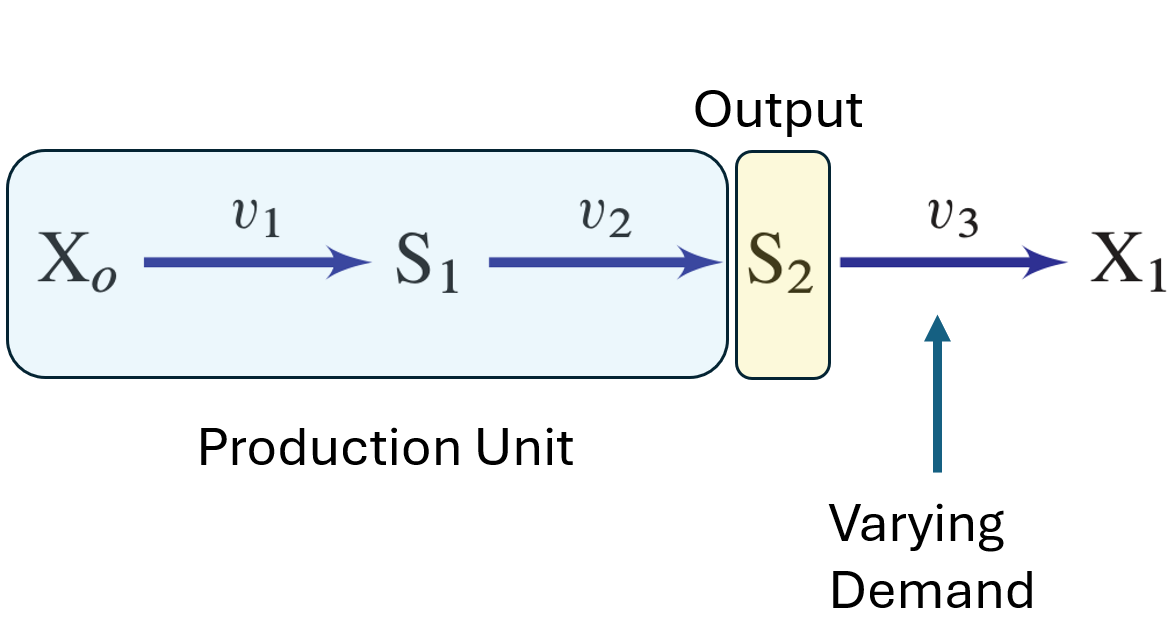 Output
v₁ v₂ v₃
Xₒ S₁ S₂ X₁
Production Unit
Varying
Demand